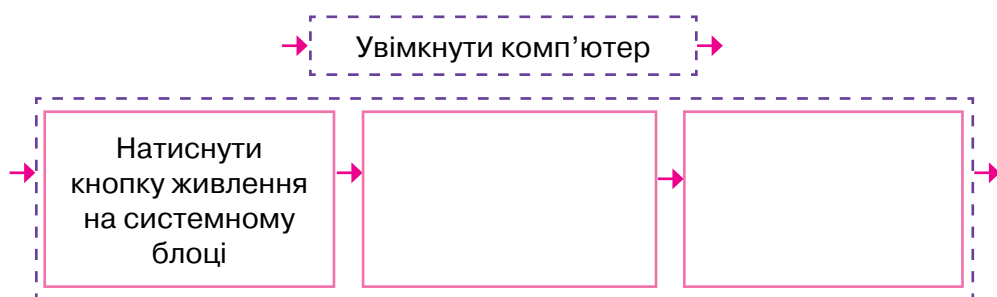 Увімкнути комп’ютер
Натиснути
кнопку живлення
на системному
блоці